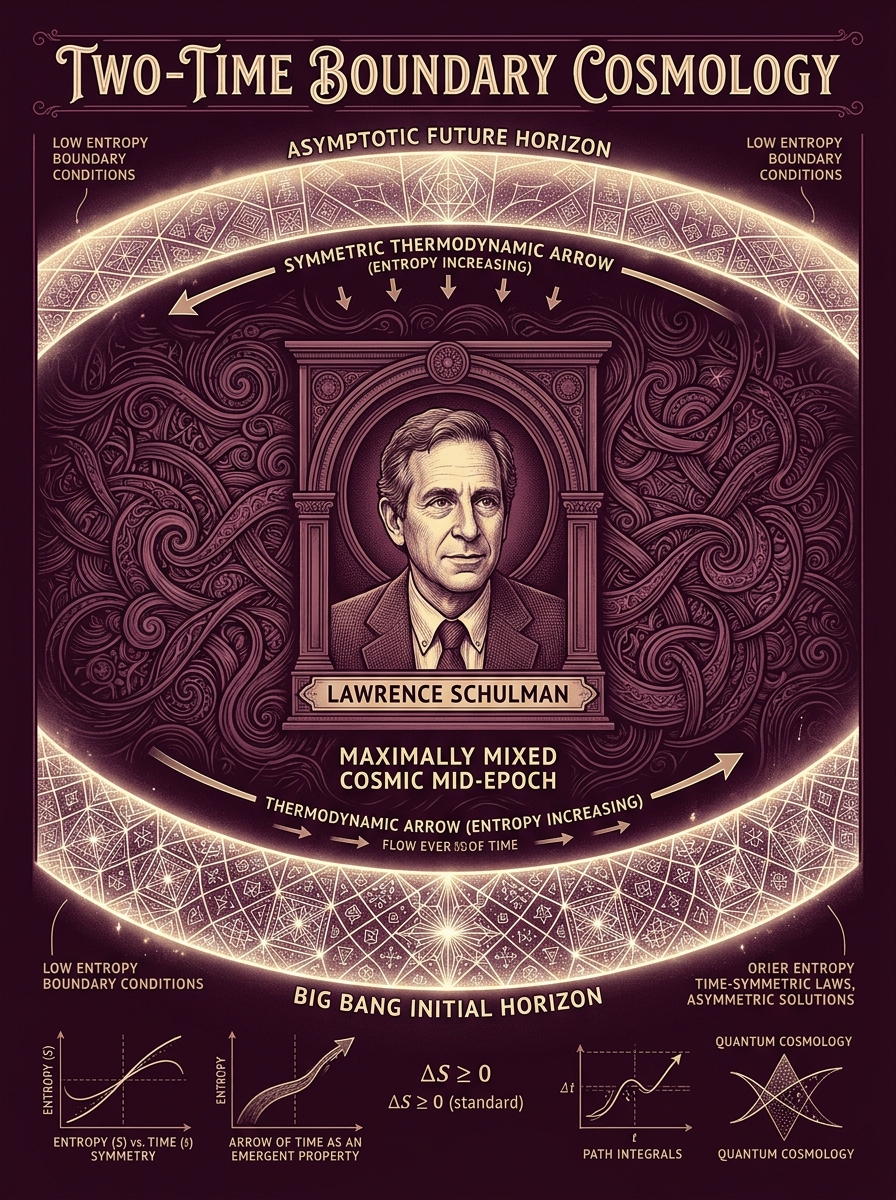 TWO-TIME BOUNDARY COSMOLOGY
LOW ENTROPY
BOUNDARY
CONDITIONS
ASYMPTOTIC FUTURE HORIZON
LOW ENTROPY
BOUNDARY
CONDITIONS
SYMMETRIC THERMODYNAMIC ARROW
(ENTROPY INCREASING)
LAWRENCE SCHULMAN
MAXIMALLY MIXED
COSMIC MID-EPOCH
THERMODYNAMIC ARROW (ENTROPY INCREASING)
FLOW EVER OF TIME
LOW ENTROPY
BOUNDARY CONDITIONS
BIG BANG INITIAL HORIZON
ORIER ENTROPY
TIME-SYMMETRIC LAWS,
ASYMMETRIC SOLUTIONS
ENTROPY (S)
ENTROPY (S) vs. TIME
SYMMETRY
ENTROPY
ARROW OF TIME AS AN
EMERGENT PROPERTY
ΔS ≥ 0
ΔS ≥ 0 (standard)
Δt
t
PATH INTEGRALS
QUANTUM COSMOLOGY
QUANTUM COSMOLOGY